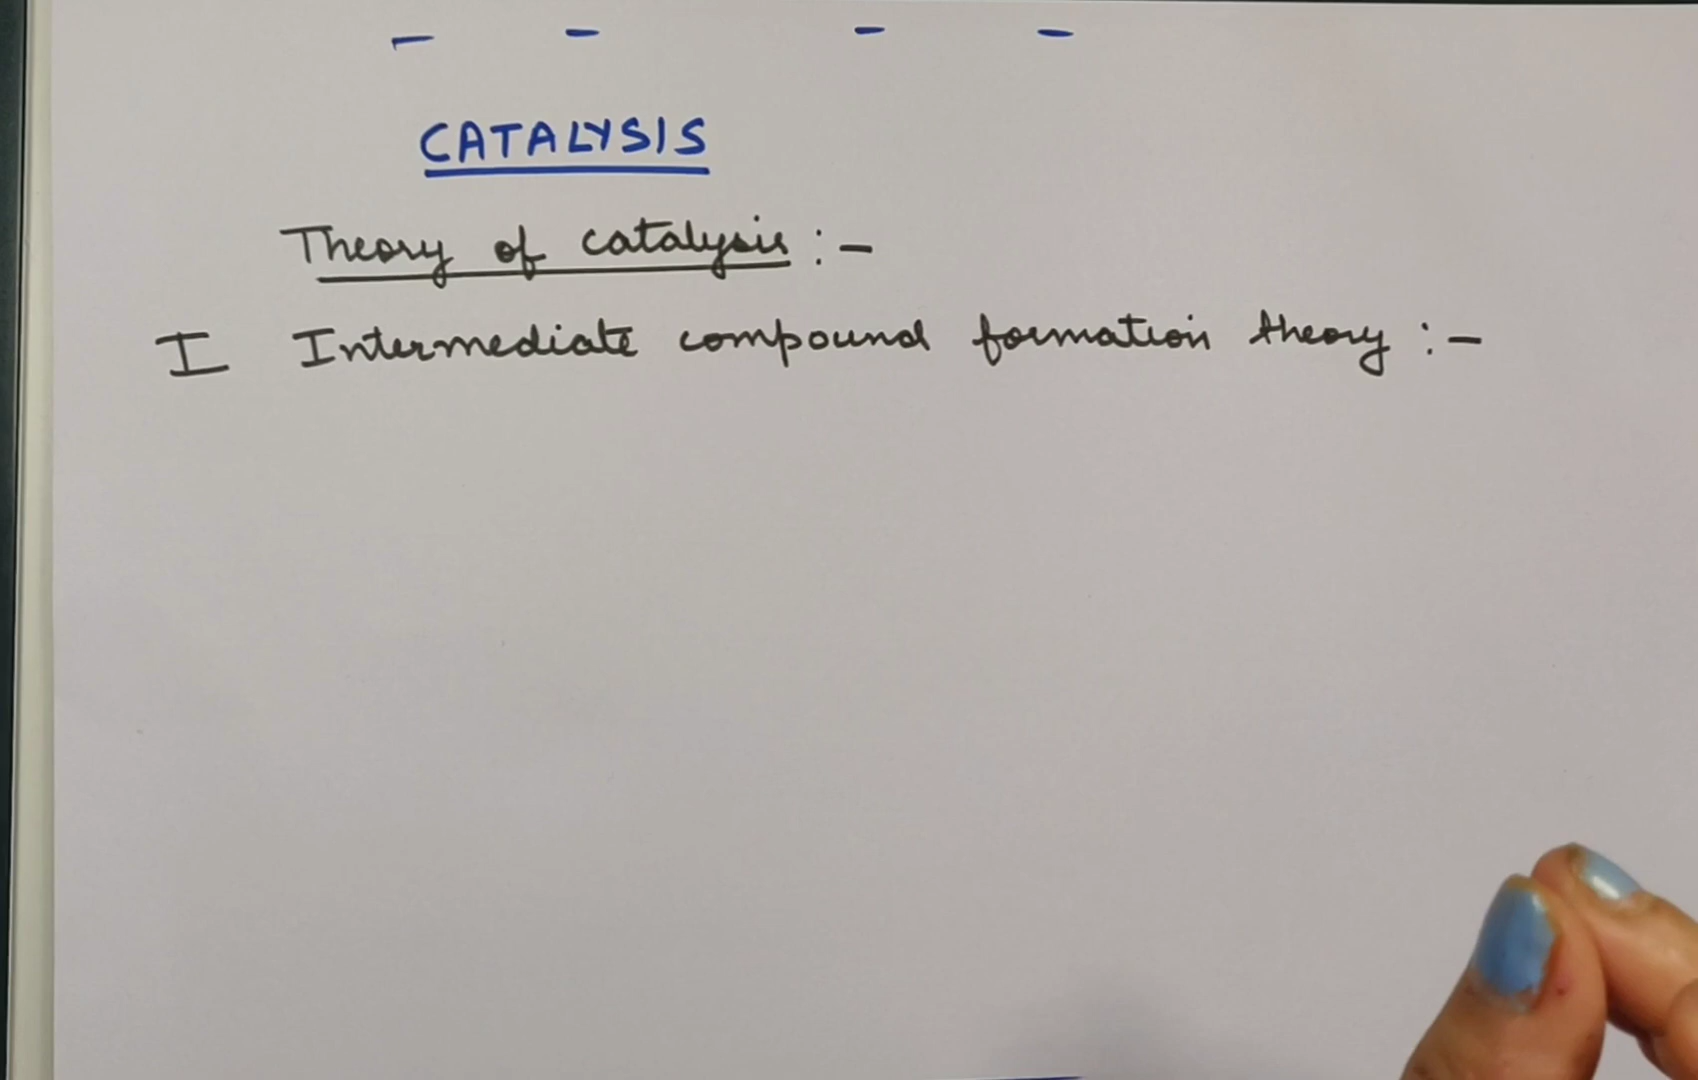 CATALYSIS
Theory of catalysis :-
I Intermediate compound formation theory :-